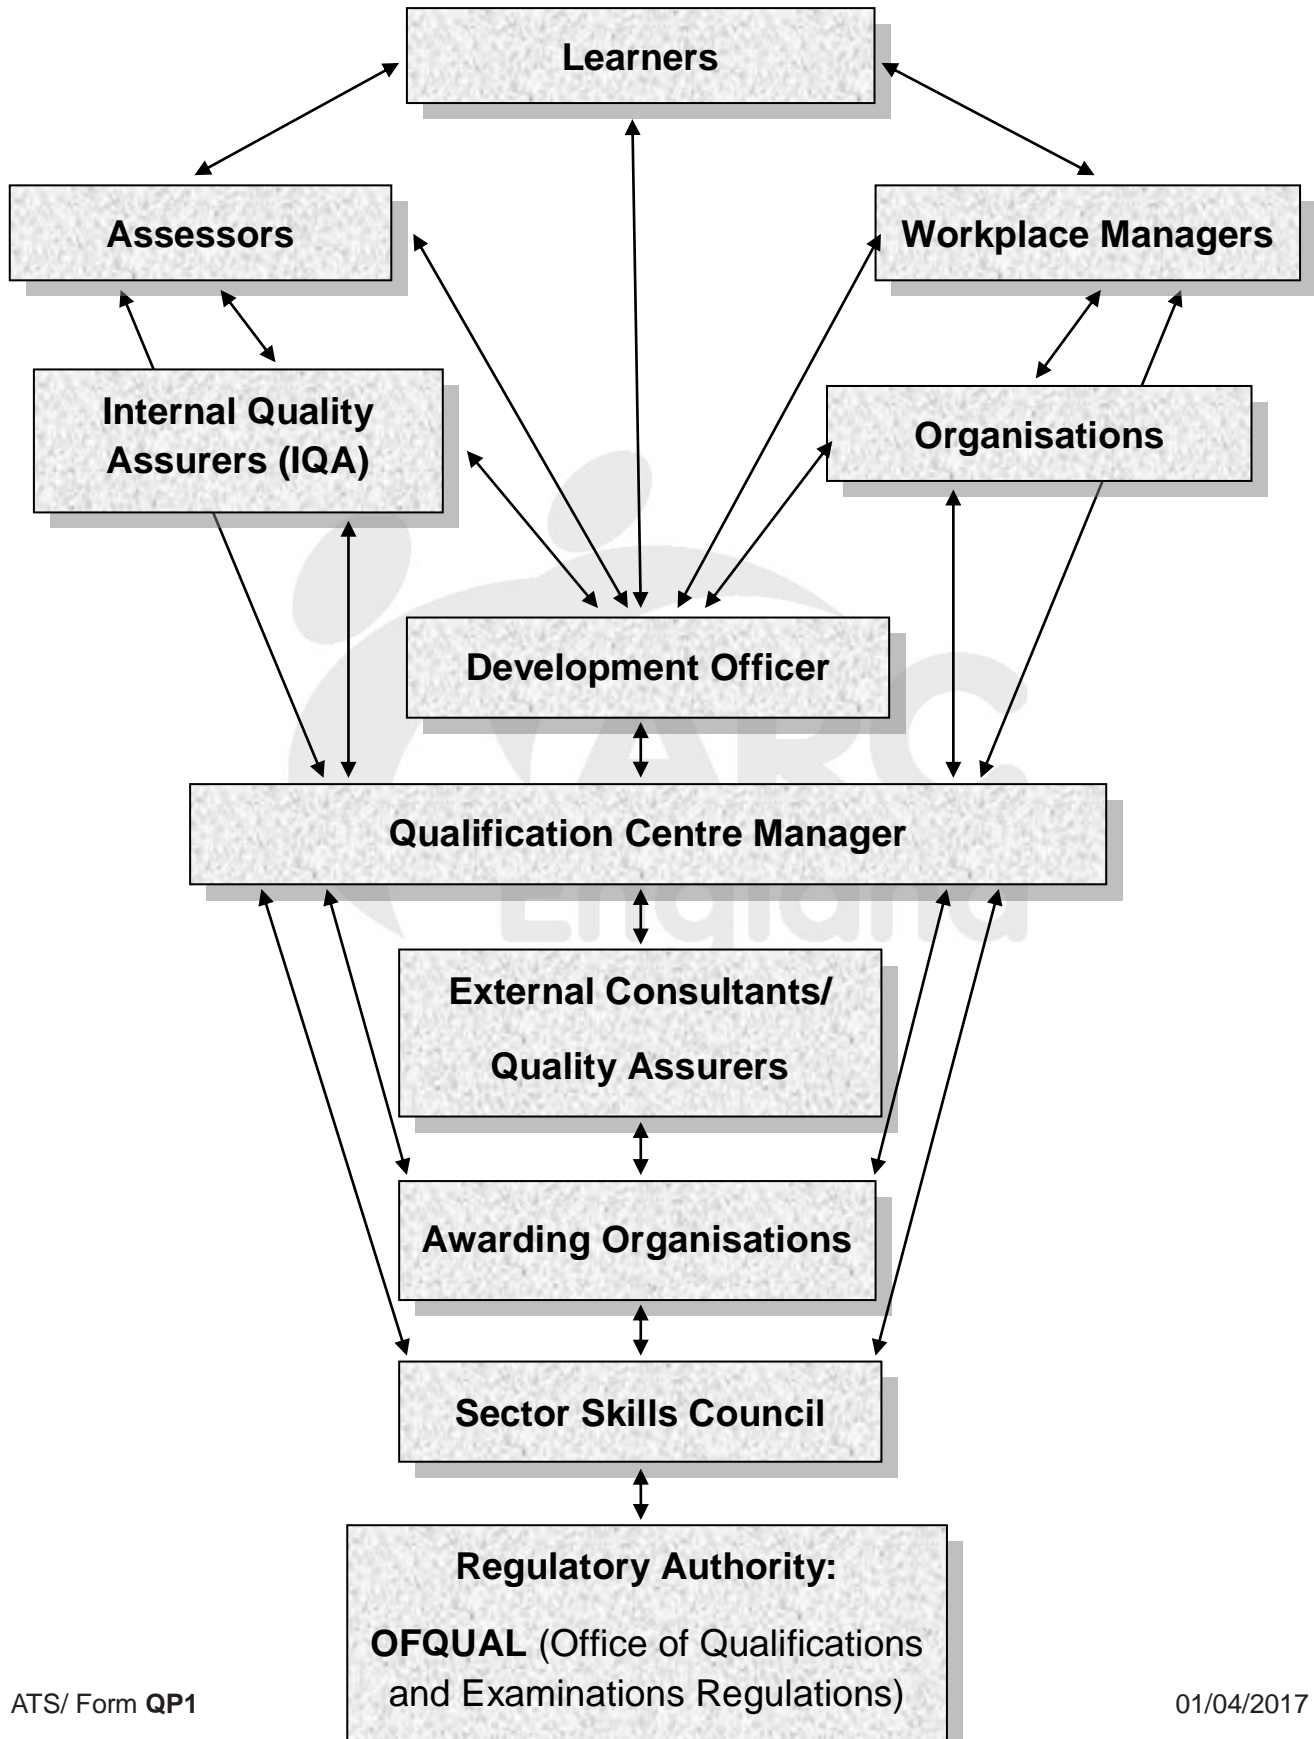 Learners
Assessors
Workplace Managers
Internal Quality
Assurers (IQA)
Organisations
Development Officer
ARC
England
Qualification Centre Manager
External Consultants/
Quality Assurers
Awarding Organisations
Sector Skills Council
Regulatory Authority:
OFQUAL (Office of Qualifications
and Examinations Regulations)
ATS/ Form QP1
01/04/2017